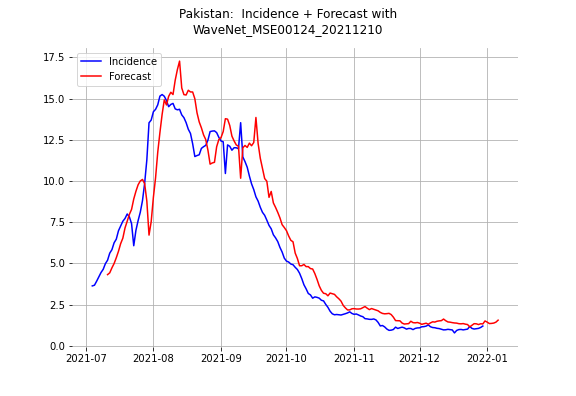 Pakistan:  Incidence + Forecast with
WaveNet_MSE00124_20211210
Incidence
Forecast
17.5
15.0
12.5
10.0
7.5
5.0
2.5
0.0
2021-07 2021-08 2021-09 2021-10 2021-11 2021-12 2022-01